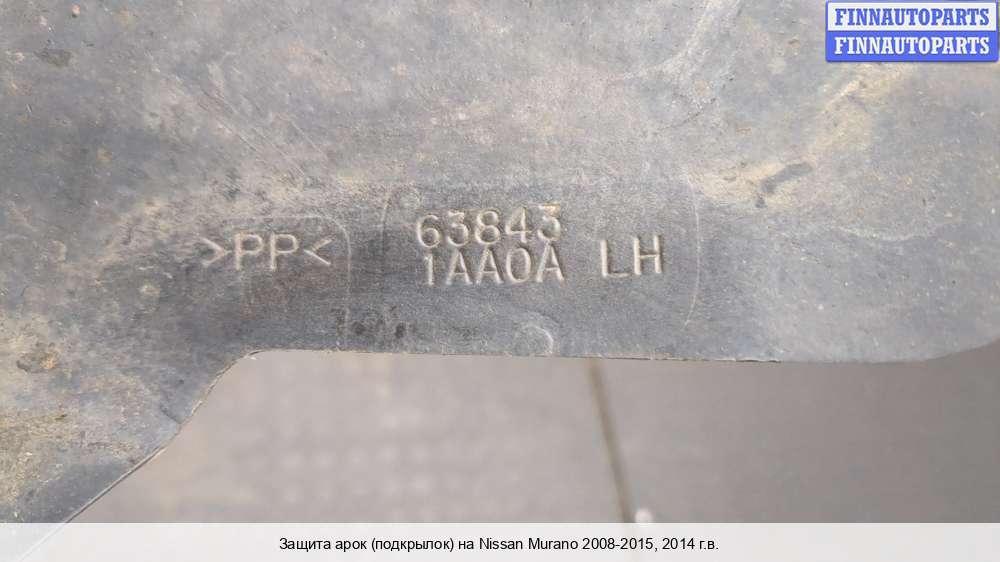 FINNAUTOPARTS
FINNAUTOPARTS
63843
>PP<
1AA0A LH
Защита арок (подкрылок) на Nissan Murano 2008-2015, 2014 г.в.